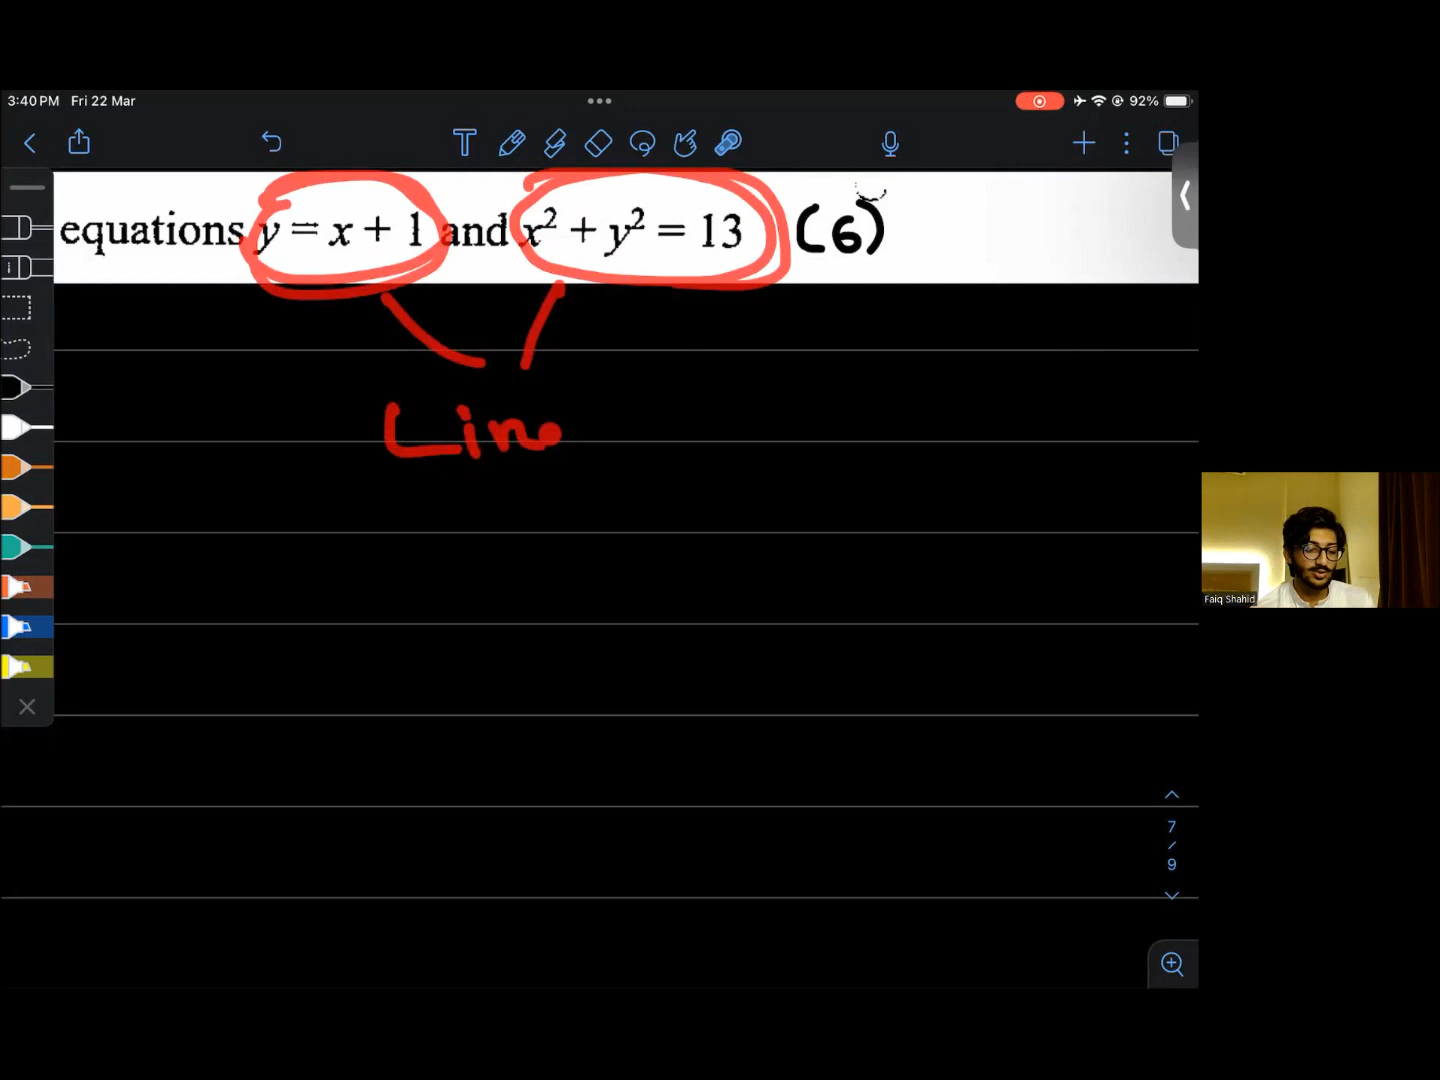 3:40 PM Fri 22 Mar
92%
equations y = x + 1 and x² + y² = 13 (6)
Line
7
/
9
Faiq Shahid